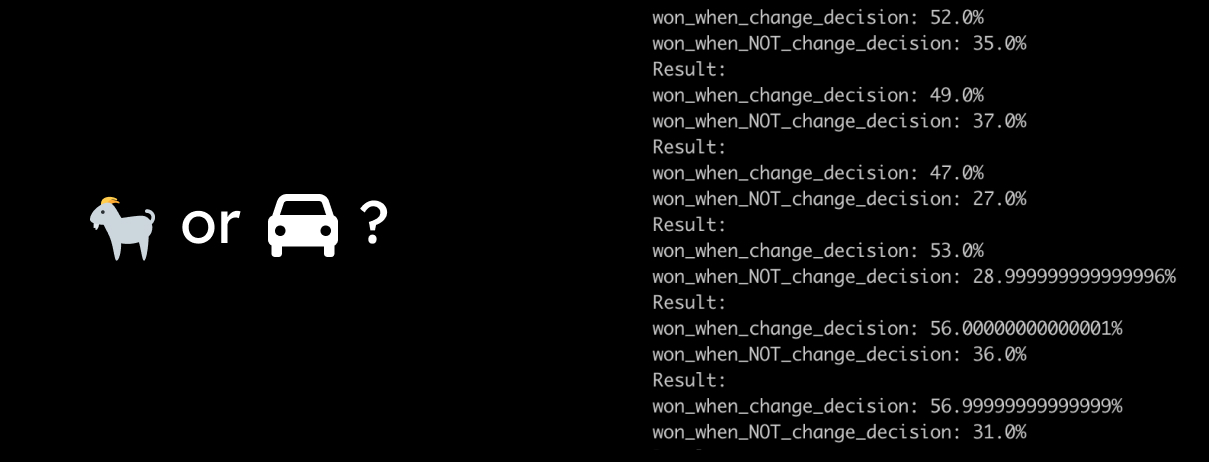 or ?
won_when_change_decision: 52.0%
won_when_NOT_change_decision: 35.0%
Result:
won_when_change_decision: 49.0%
won_when_NOT_change_decision: 37.0%
Result:
won_when_change_decision: 47.0%
won_when_NOT_change_decision: 27.0%
Result:
won_when_change_decision: 53.0%
won_when_NOT_change_decision: 28.999999999999996%
Result:
won_when_change_decision: 56.00000000000001%
won_when_NOT_change_decision: 36.0%
Result:
won_when_change_decision: 56.99999999999999%
won_when_NOT_change_decision: 31.0%